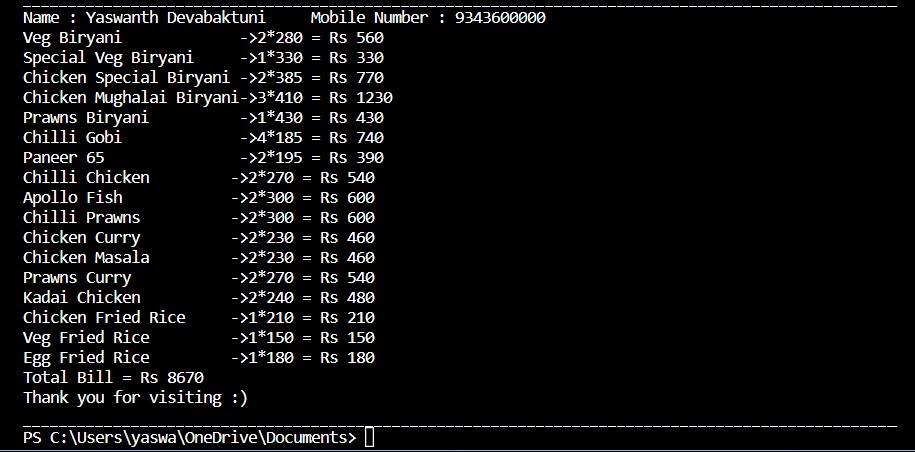 Name : Yaswanth Devabaktuni     Mobile Number : 9343600000
Veg Biryani             ->2*280 = Rs 560
Special Veg Biryani     ->1*330 = Rs 330
Chicken Special Biryani ->2*385 = Rs 770
Chicken Mughalai Biryani->3*410 = Rs 1230
Prawns Biryani          ->1*430 = Rs 430
Chilli Gobi             ->4*185 = Rs 740
Paneer 65               ->2*195 = Rs 390
Chilli Chicken         ->2*270 = Rs 540
Apollo Fish            ->2*300 = Rs 600
Chilli Prawns          ->2*300 = Rs 600
Chicken Curry          ->2*230 = Rs 460
Chicken Masala         ->2*230 = Rs 460
Prawns Curry           ->2*270 = Rs 540
Kadai Chicken          ->2*240 = Rs 480
Chicken Fried Rice     ->1*210 = Rs 210
Veg Fried Rice         ->1*150 = Rs 150
Egg Fried Rice         ->1*180 = Rs 180
Total Bill = Rs 8670
Thank you for visiting :)
PS C:\Users\yaswa\OneDrive\Documents>